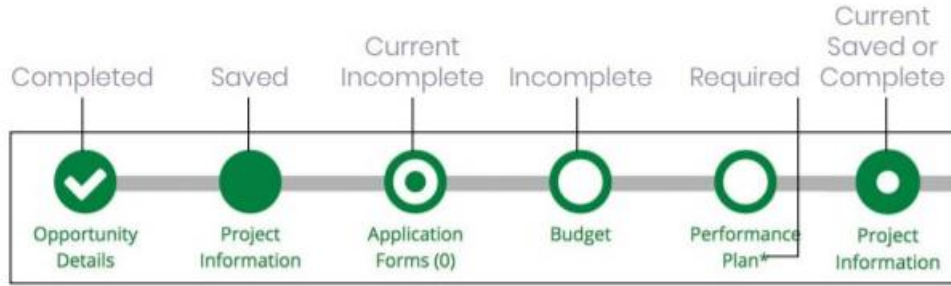 Completed
Saved
Current
Incomplete
Incomplete
Required
Current
Saved or
Complete
Opportunity
Details
Project
Information
Application
Forms (0)
Budget
Performance
Plan*
Project
Information